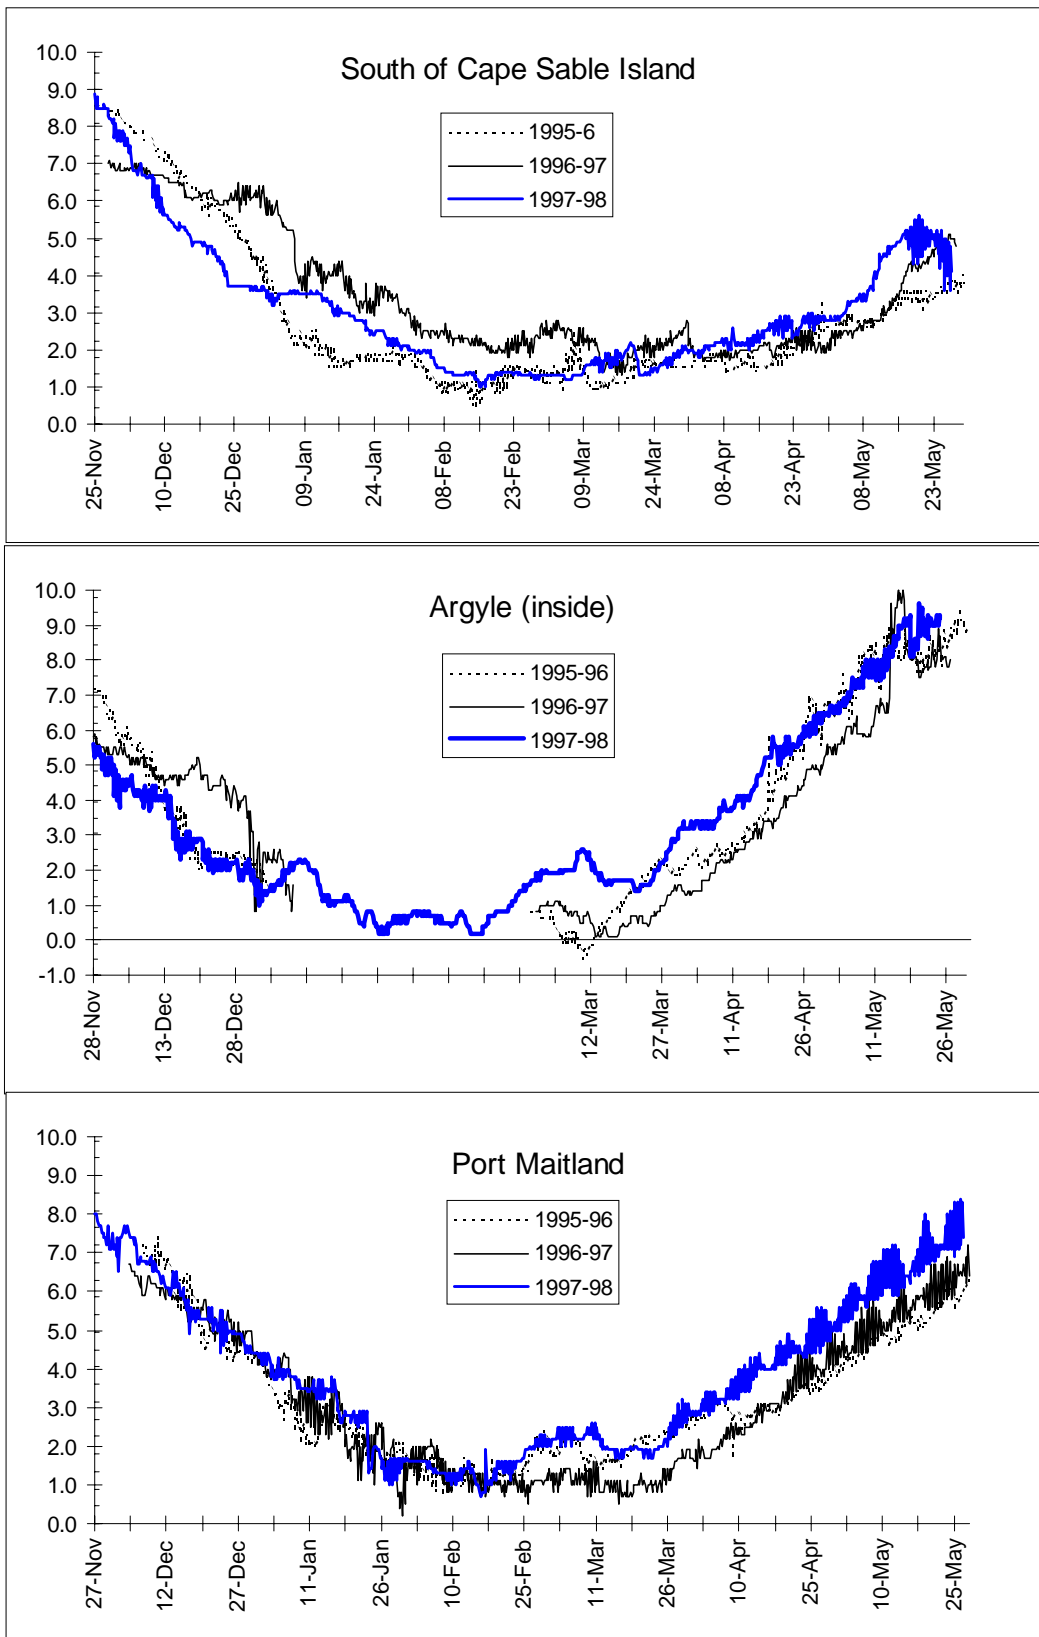 South of Cape Sable Island
10.0
9.0
8.0
7.0
6.0
5.0
4.0
3.0
2.0
1.0
0.0
1995-6
1996-97
1997-98
25-Nov
10-Dec
25-Dec
09-Jan
24-Jan
08-Feb
23-Feb
09-Mar
24-Mar
08-Apr
23-Apr
08-May
23-May
Argyle (inside)
10.0
9.0
8.0
7.0
6.0
5.0
4.0
3.0
2.0
1.0
0.0
-1.0
1995-96
1996-97
1997-98
28-Nov
13-Dec
28-Dec
12-Mar
27-Mar
11-Apr
26-Apr
11-May
26-May
Port Maitland
10.0
9.0
8.0
7.0
6.0
5.0
4.0
3.0
2.0
1.0
0.0
1995-96
1996-97
1997-98
27-Nov
12-Dec
27-Dec
11-Jan
26-Jan
10-Feb
25-Feb
11-Mar
26-Mar
10-Apr
25-Apr
10-May
25-May